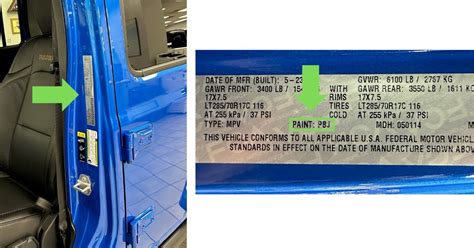 DATE OF MFR (BUILT): 5-23 GVWR: 6100 LB / 2767 KG
GAWR FRONT: 3400 LB / WITH GAWR REAR: 3550 LB / 1611 KG
17X7.5 RIMS 17X7.5
LT285/70R17C 116 TIRES LT285/70R17C 116
AT 255 kPa / 37 PSI COLD AT 255 kPa / 37 PSI
TYPE: MPV PAINT: PBJ MDH: 050114
THIS VEHICLE CONFORMS TO ALL APPLICABLE U.S.A. FEDERAL MOTOR VEHICL
STANDARDS IN EFFECT ON THE DATE OF MANUFACTURE SHOWN ABOV